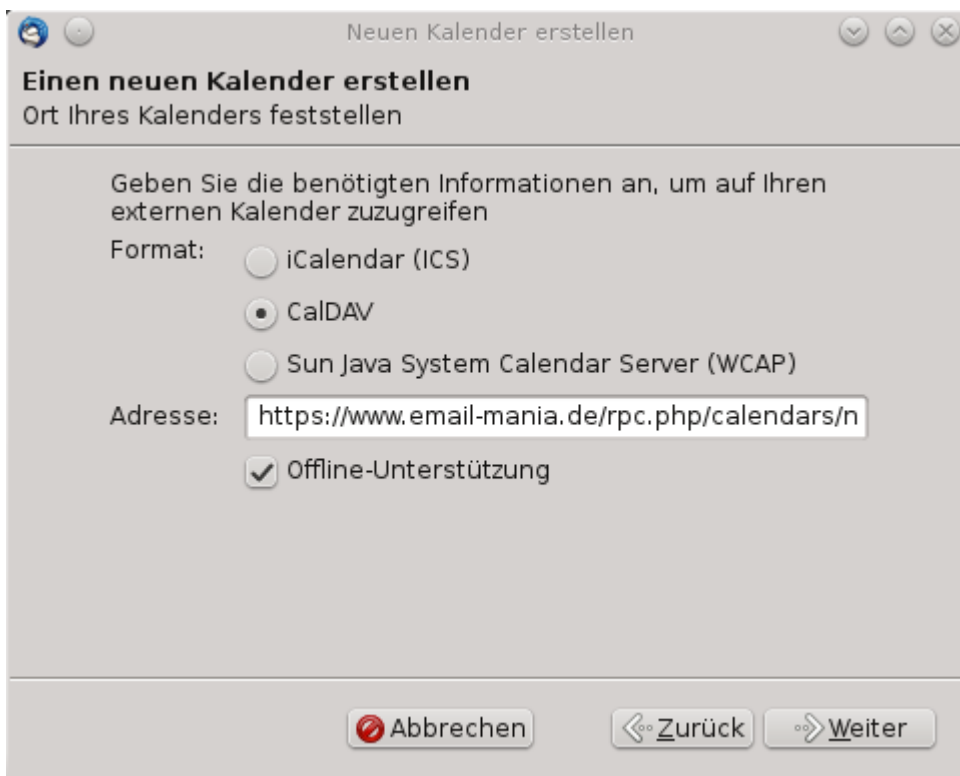 Neuen Kalender erstellen
Einen neuen Kalender erstellen
Ort Ihres Kalenders feststellen
Geben Sie die benötigten Informationen an, um auf Ihren
externen Kalender zuzugreifen
Format:
iCalendar (ICS)
CalDAV
Sun Java System Calendar Server (WCAP)
Adresse: https://www.email-mania.de/rpc.php/calendars/n
Offline-Unterstützung
Abbrechen Zurück Weiter